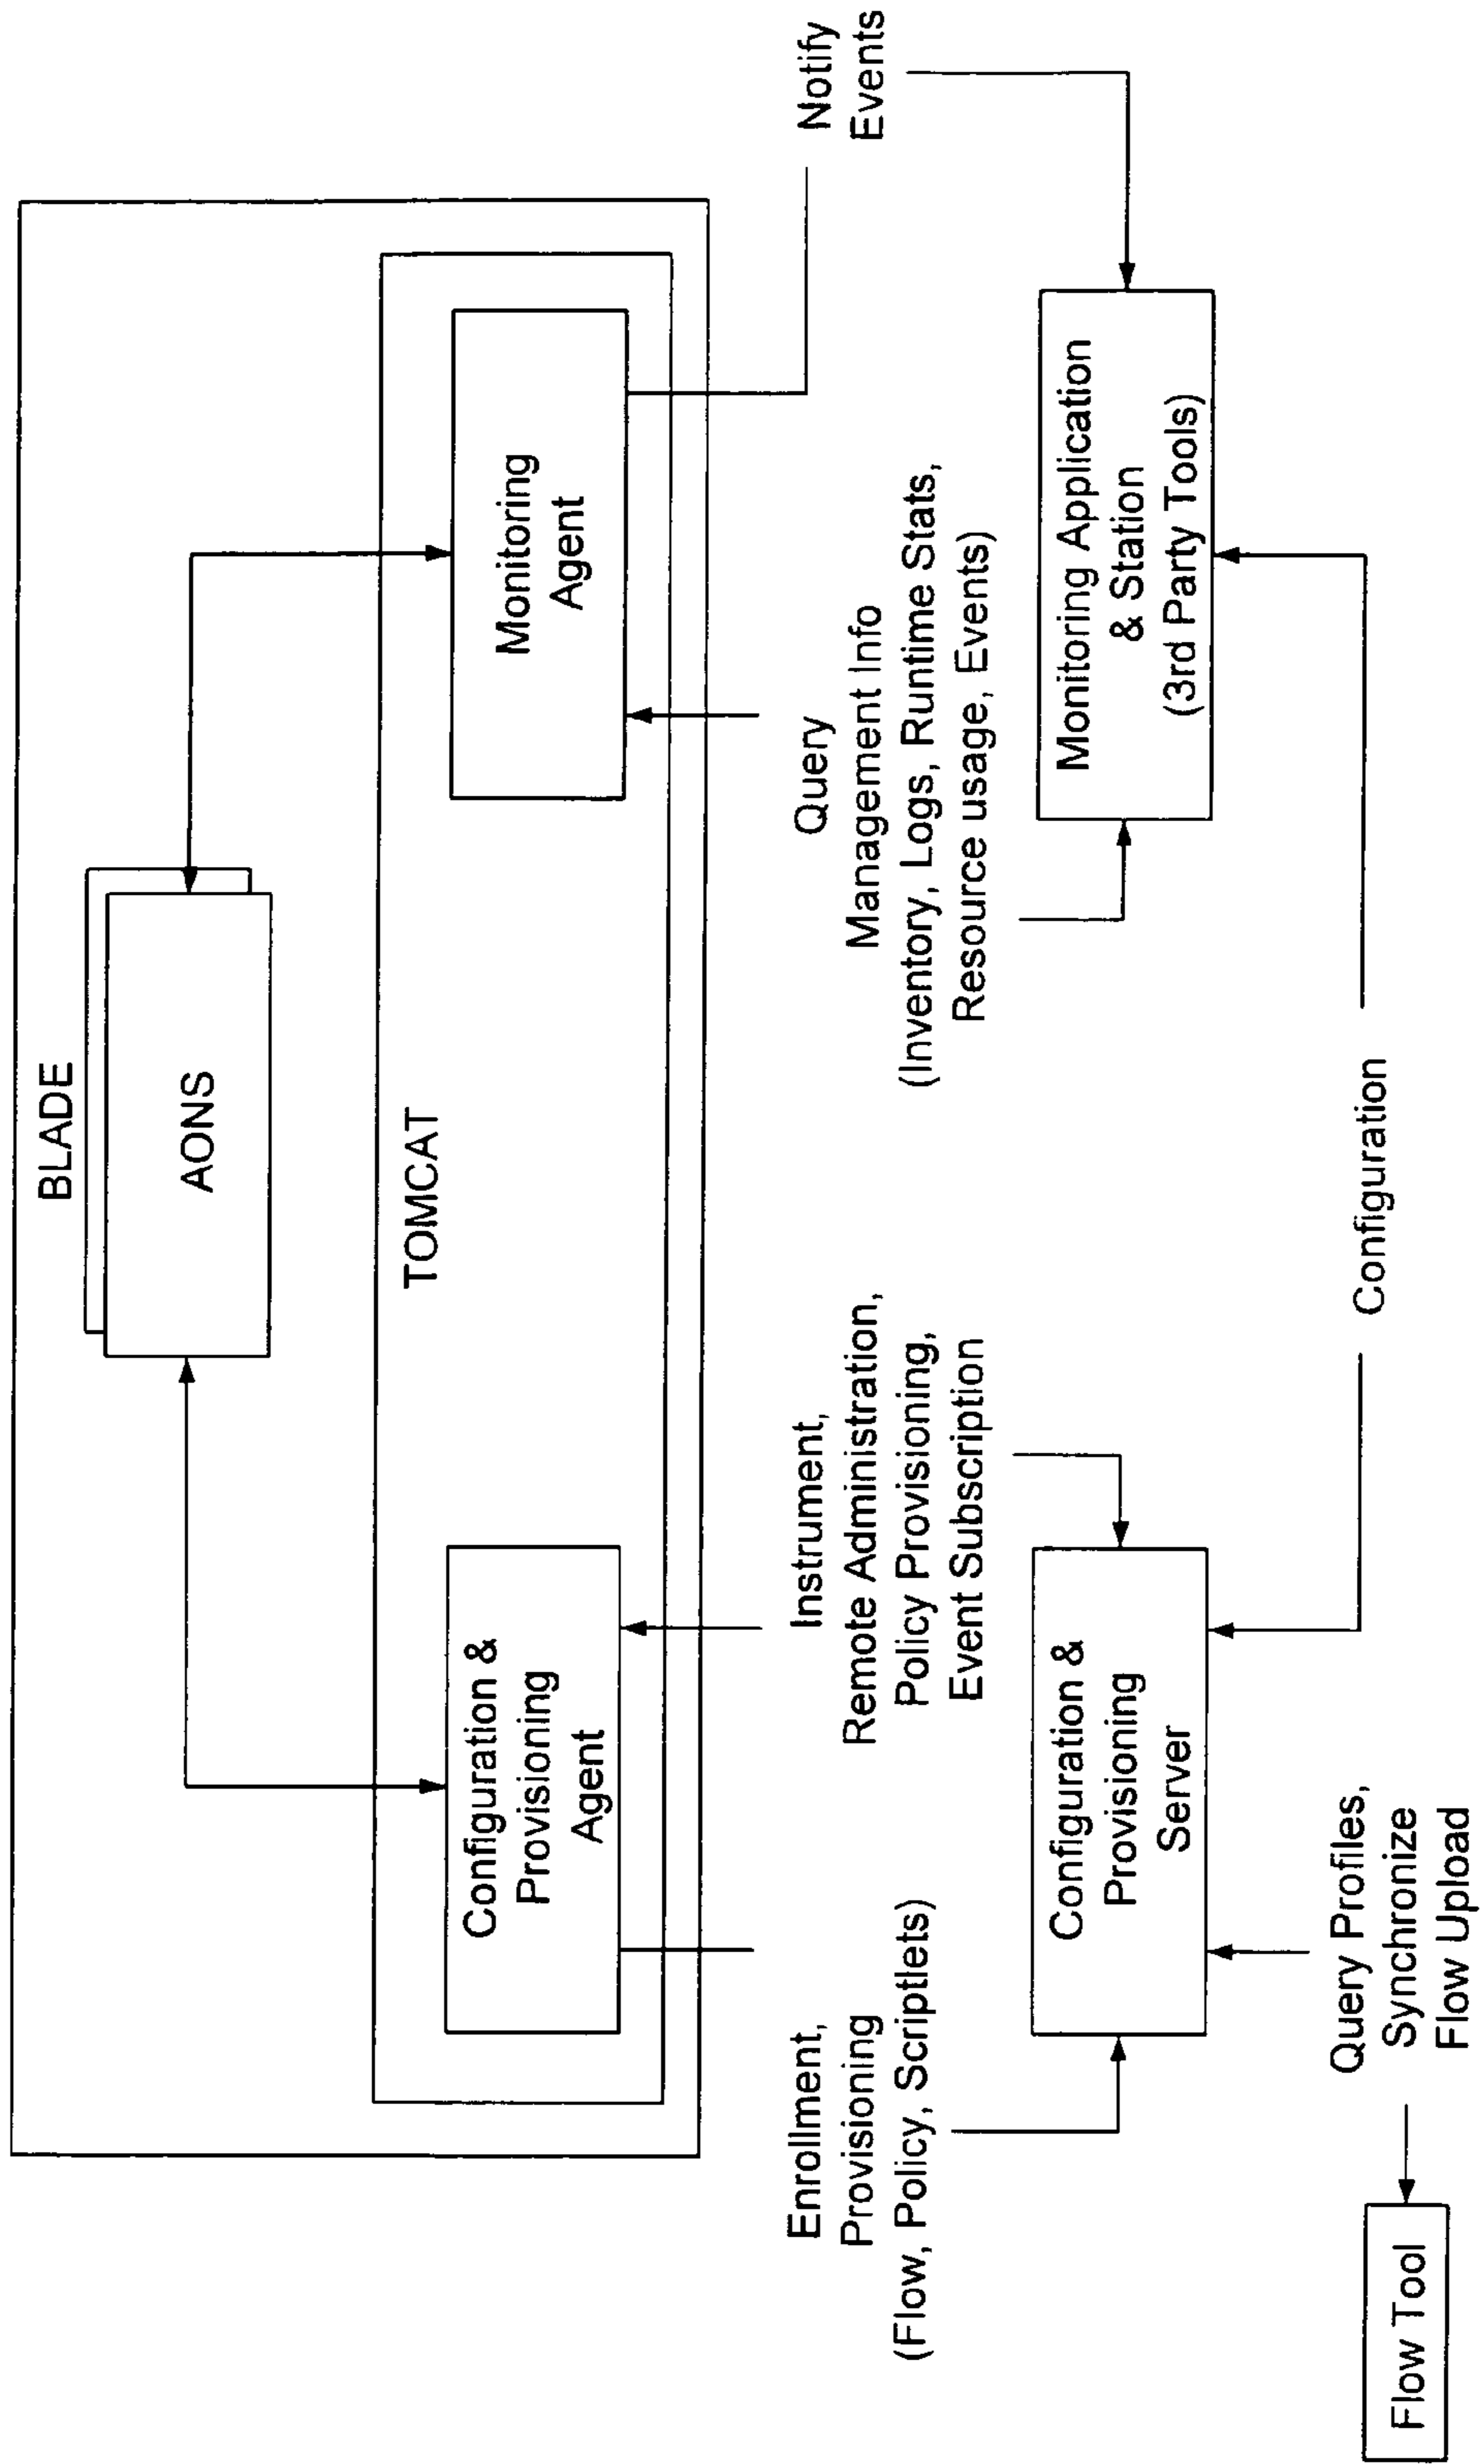 BLADE
AONS
TOMCAT
Configuration &
Provisioning
Agent
Monitoring
Agent
Enrollment,
Provisioning
(Flow, Policy, Scriptlets)
Instrument,
Remote Administration,
Policy Provisioning,
Event Subscription
Query
Management Info
(Inventory, Logs, Runtime Stats,
Resource usage, Events)
Notify
Events
Configuration &
Provisioning
Server
Monitoring Application
& Station
(3rd Party Tools)
Flow Tool
Query Profiles,
Synchronize
Flow Upload
Configuration